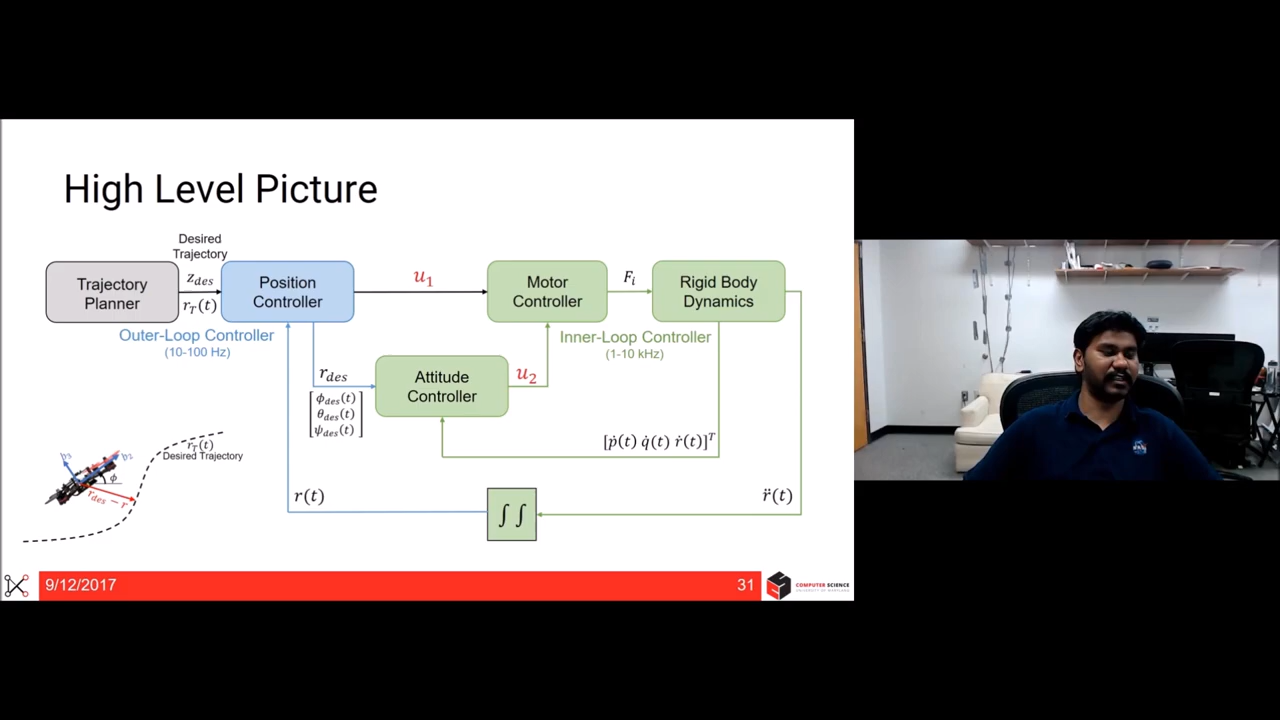 High Level Picture
Desired
Trajectory
Trajectory
Planner
z_des
r_T(t)
Position
Controller
u_1
Motor
Controller
F_i
Rigid Body
Dynamics
Outer-Loop Controller
(10-100 Hz)
Inner-Loop Controller
(1-10 kHz)
r_des
ϕ_des(t)
θ_des(t)
ψ_des(t)
Attitude
Controller
u_2
[ṗ(t) q̇(t) ṙ(t)]^T
r_T(t)
Desired Trajectory
b_3
b_2
ϕ
r_des − r
r(t)
∫∫
r̈(t)
9/12/2017
31
COMPUTER SCIENCE
UNIVERSITY OF MARYLAND